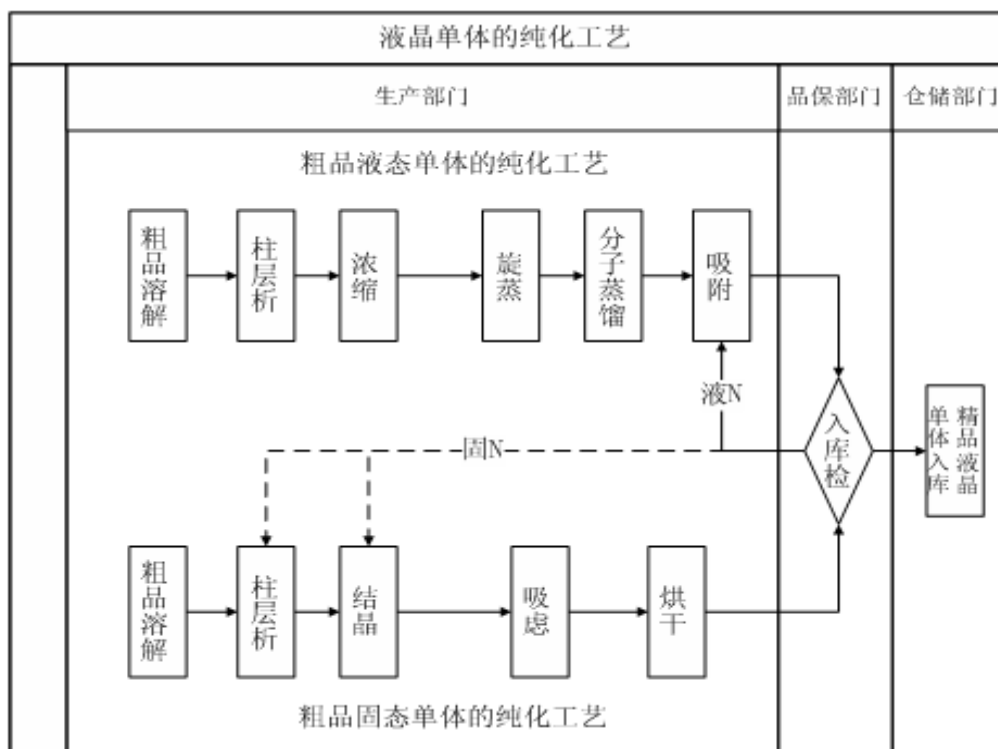 液晶单体的纯化工艺
生产部门
品保部门
仓储部门
粗品液态单体的纯化工艺
粗品溶解
柱层析
浓缩
旋蒸
分子蒸馏
吸附
液N
固N
入库检
精品液晶
单体入库
粗品溶解
柱层析
结晶
吸虑
烘干
粗品固态单体的纯化工艺